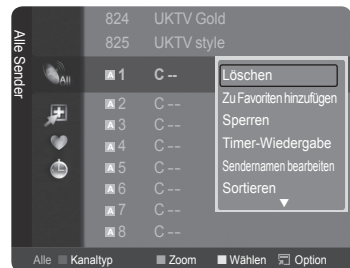 Alle Sender
824 UKTV Gold
825 UKTV style
All
A 1 C --
A 2 C --
A 3 C --
A 4 C --
A 5 C --
A 6 C --
A 7 C --
A 8 C --
Löschen
Zu Favoriten hinzufügen
Sperren
Timer-Wiedergabe
Sendernamen bearbeiten
Sortieren
Alle Kanaltyp Zoom Wählen Option